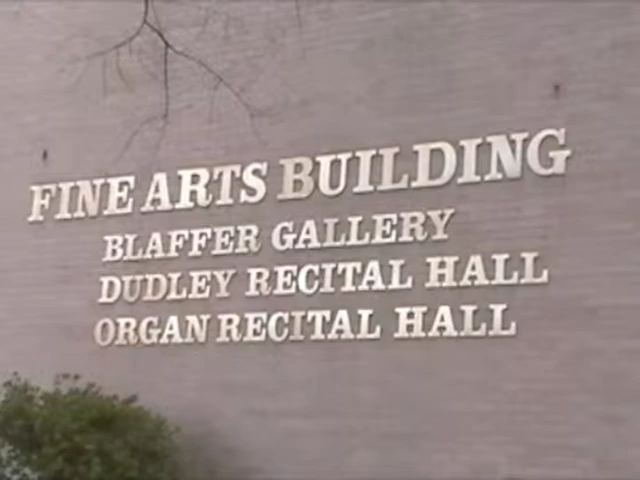 FINE ARTS BUILDING
BLAFFER GALLERY
DUDLEY RECITAL HALL
ORGAN RECITAL HALL